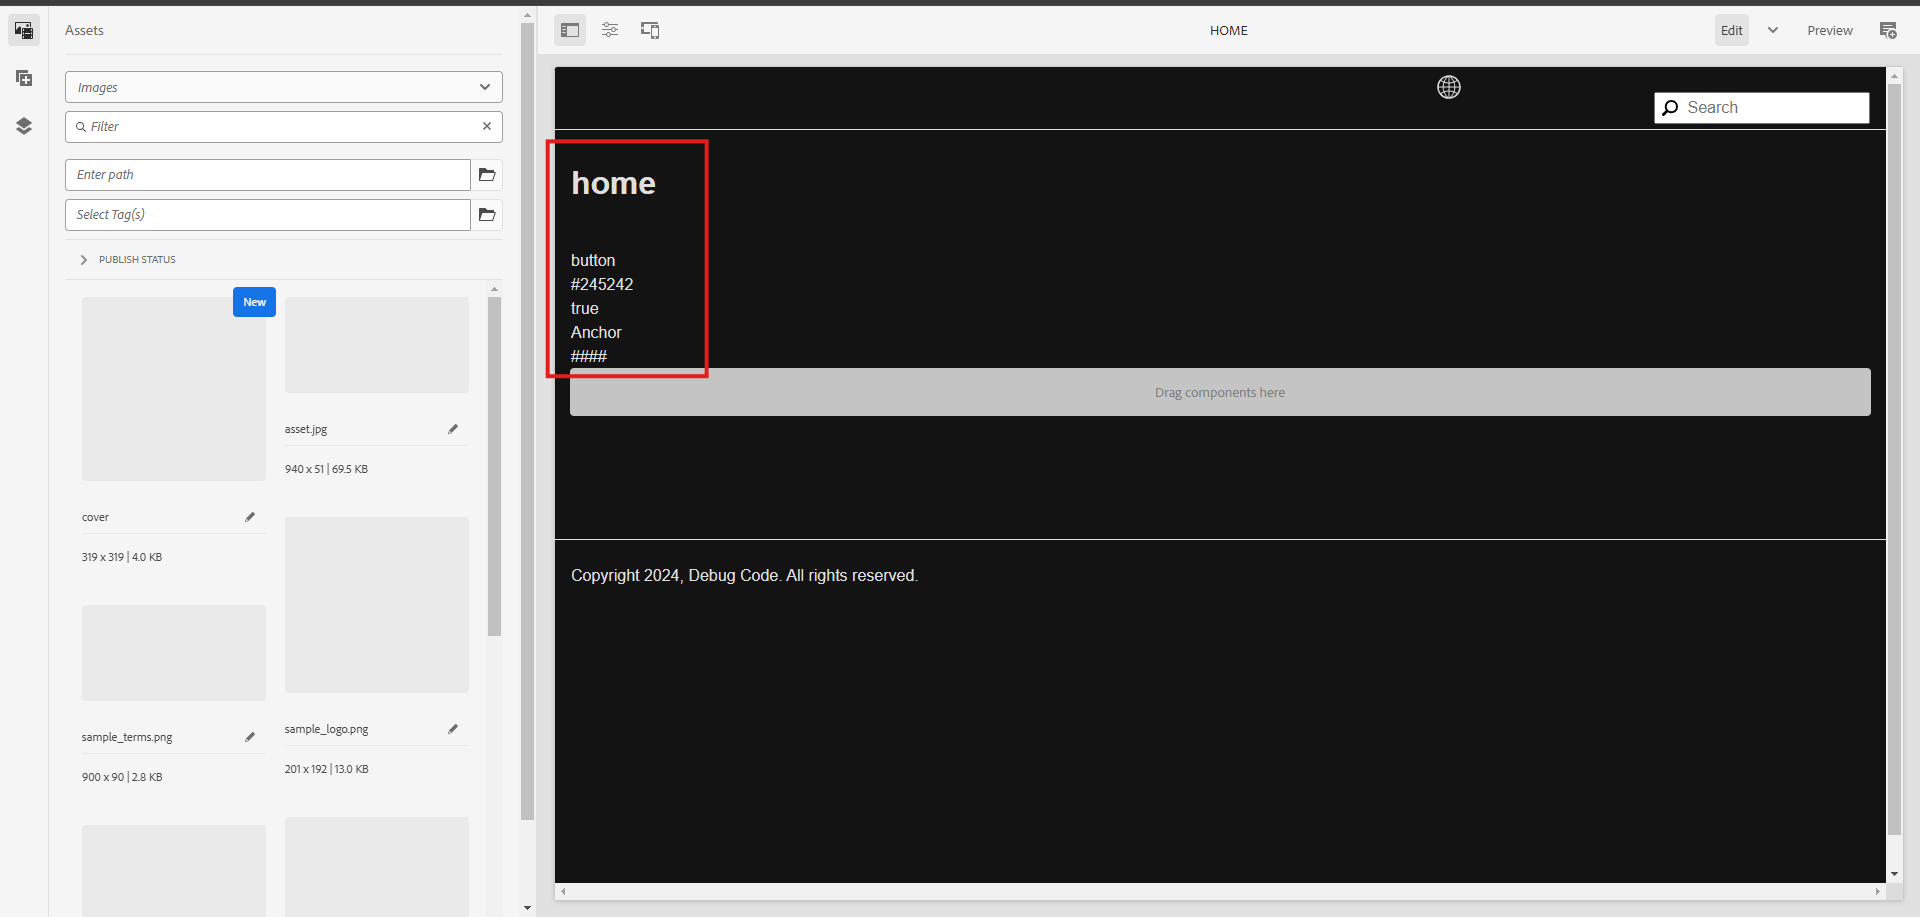 Assets
Images
Filter
Enter path
Select Tag(s)
PUBLISH STATUS
New
cover
319 x 319 | 4.0 KB
asset.jpg
940 x 51 | 69.5 KB
sample_terms.png
900 x 90 | 2.8 KB
sample_logo.png
201 x 192 | 13.0 KB
HOME
Edit
Preview
Search
home
button
#245242
true
Anchor
####
Drag components here
Copyright 2024, Debug Code. All rights reserved.